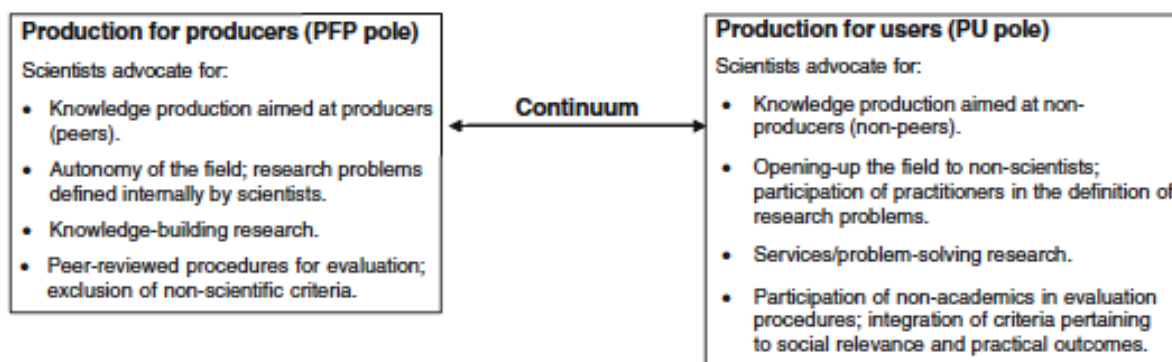 Production for producers (PFP pole)
Scientists advocate for:
• Knowledge production aimed at producers
(peers).
• Autonomy of the field; research problems
defined internally by scientists.
• Knowledge-building research.
• Peer-reviewed procedures for evaluation;
exclusion of non-scientific criteria.
Continuum
Production for users (PU pole)
Scientists advocate for:
• Knowledge production aimed at non-
producers (non-peers).
• Opening-up the field to non-scientists;
participation of practitioners in the definition of
research problems.
• Services/problem-solving research.
• Participation of non-academics in evaluation
procedures; integration of criteria pertaining
to social relevance and practical outcomes.